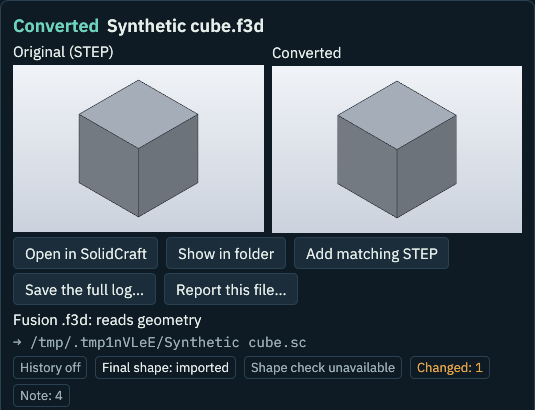 Converted Synthetic cube.f3d
Original (STEP)
Converted
Open in SolidCraft
Show in folder
Add matching STEP
Save the full log...
Report this file...
Fusion .f3d: reads geometry
→ /tmp/.tmp1nVLeE/Synthetic cube.sc
History off
Final shape: imported
Shape check unavailable
Changed: 1
Note: 4